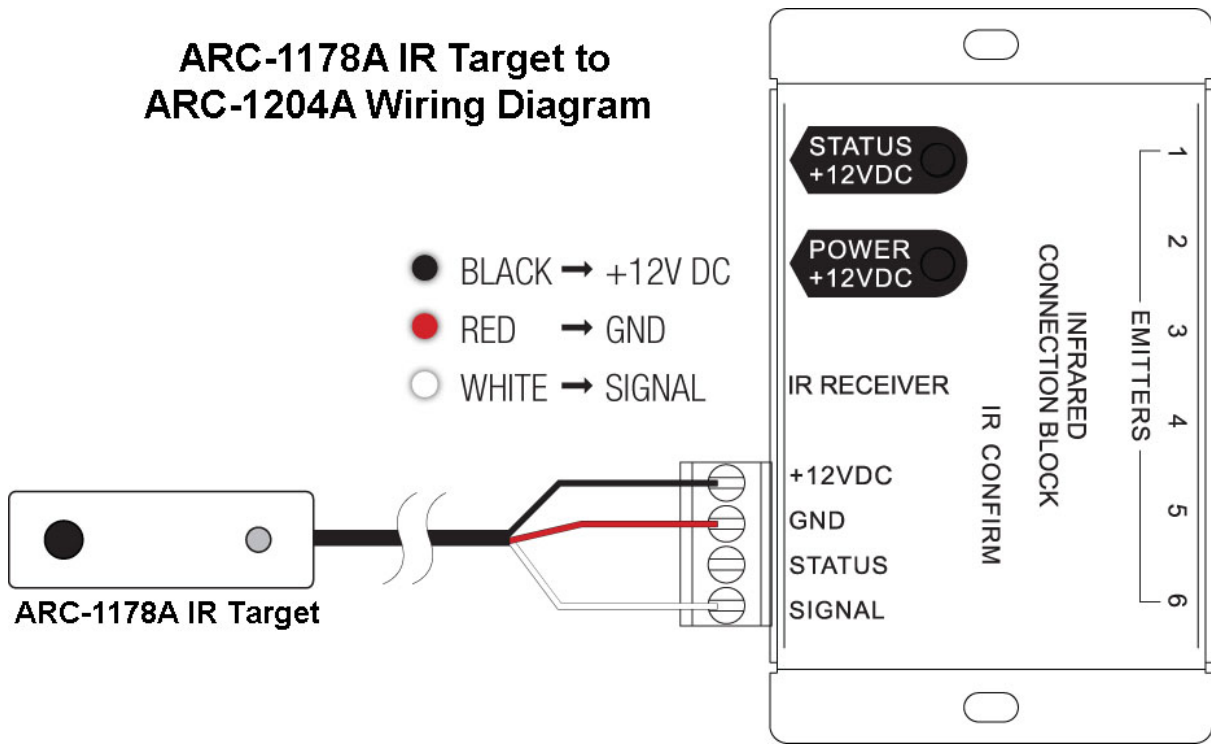 ARC-1178A IR Target to
ARC-1204A Wiring Diagram
BLACK → +12V DC
RED → GND
WHITE → SIGNAL
ARC-1178A IR Target
STATUS
+12VDC
POWER
+12VDC
IR RECEIVER
+12VDC
GND
STATUS
SIGNAL
IR CONFIRM
INFRARED
CONNECTION BLOCK
EMITTERS
1
2
3
4
5
6